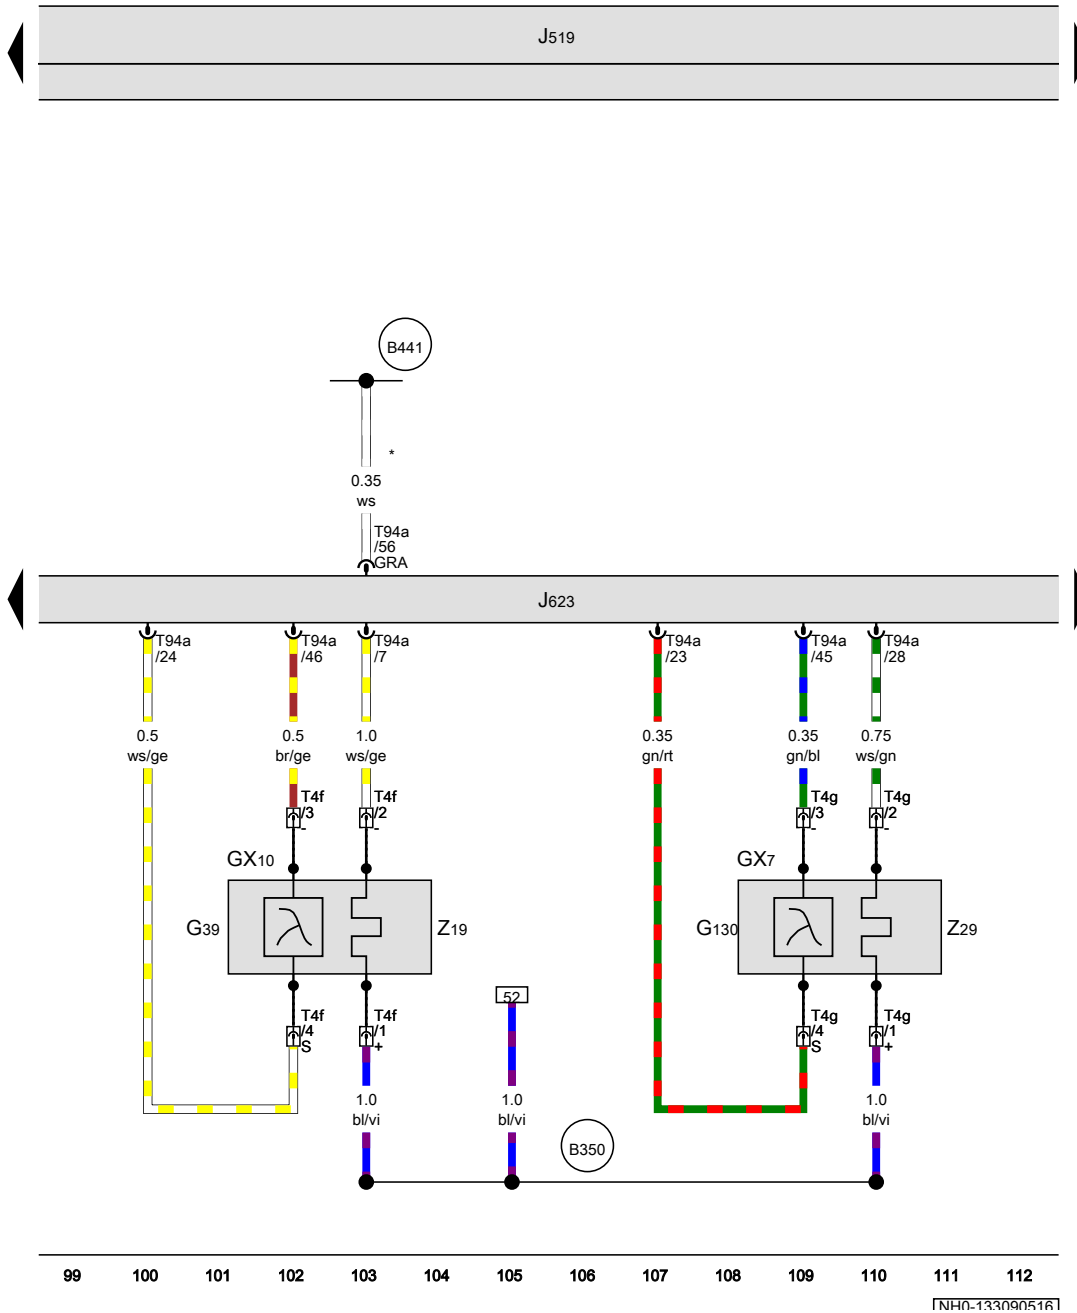 J519
B441
*
0.35
ws
T94a
/56
GRA
J623
T94a
/24
T94a
/46
T94a
/7
T94a
/23
T94a
/45
T94a
/28
0.5
ws/ge
0.5
br/ge
1.0
ws/ge
0.35
gn/rt
0.35
gn/bl
0.75
ws/gn
T4f
/3
-
T4f
/2
-
T4g
/3
-
T4g
/2
-
GX10
GX7
G39
Z19
G130
Z29
52
T4f
/4
S
T4f
/1
+
T4g
/4
S
T4g
/1
+
1.0
bl/vi
1.0
bl/vi
1.0
bl/vi
B350
99 100 101 102 103 104 105 106 107 108 109 110 111 112
NH0-133090516